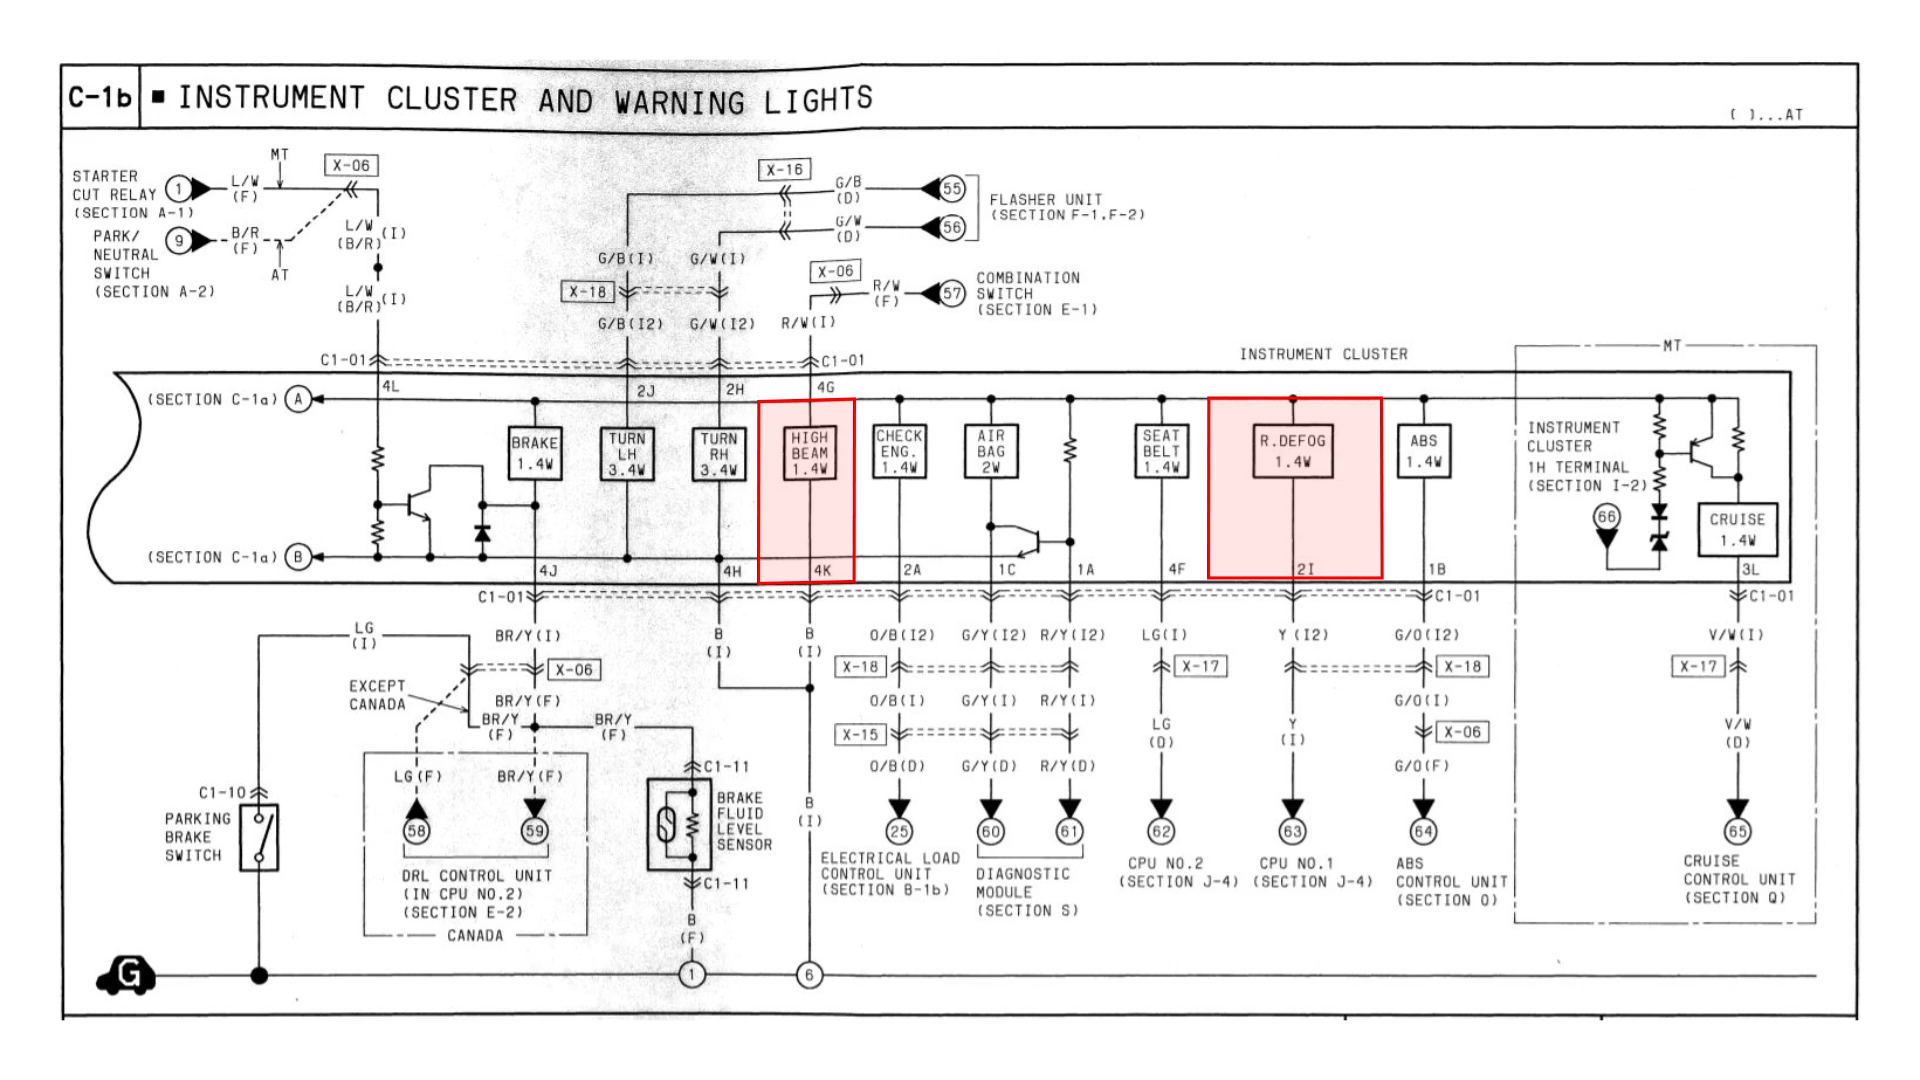 C-1b ■ INSTRUMENT CLUSTER AND WARNING LIGHTS
( )...AT
STARTER
CUT RELAY
(SECTION A-1)
1
L/W
(F)
MT
X-06
PARK/
NEUTRAL
SWITCH
(SECTION A-2)
9
B/R
(F)
AT
L/W
(B/R)
(I)
L/W
(B/R)
(I)
X-16
G/B
(D)
55
G/W
(D)
56
FLASHER UNIT
(SECTION F-1.F-2)
G/B(I)
G/W(I)
X-18
G/B(I2)
G/W(I2)
X-06
R/W
(F)
57
COMBINATION
SWITCH
(SECTION E-1)
R/W(I)
C1-01
C1-01
INSTRUMENT CLUSTER
MT
(SECTION C-1a)
A
4L
2J
2H
4G
BRAKE
1.4W
TURN
LH
3.4W
TURN
RH
3.4W
HIGH
BEAM
1.4W
CHECK
ENG.
1.4W
AIR
BAG
2W
SEAT
BELT
1.4W
R.DEFOG
1.4W
ABS
1.4W
INSTRUMENT
CLUSTER
1H TERMINAL
(SECTION I-2)
66
CRUISE
1.4W
(SECTION C-1a)
B
4J
4H
4K
2A
1C
1A
4F
2I
1B
3L
C1-01
C1-01
C1-01
LG
(I)
BR/Y(I)
B
(I)
B
(I)
O/B(I2)
G/Y(I2)
R/Y(I2)
LG(I)
Y(I2)
G/O(I2)
V/W(I)
X-06
X-18
X-17
X-18
X-17
EXCEPT
CANADA
BR/Y(F)
BR/Y
(F)
BR/Y
(F)
O/B(I)
G/Y(I)
R/Y(I)
LG
(D)
Y
(I)
G/O(I)
V/W
(D)
X-15
X-06
O/B(D)
G/Y(D)
R/Y(D)
G/O(F)
C1-10
PARKING
BRAKE
SWITCH
LG(F)
BR/Y(F)
58
59
DRL CONTROL UNIT
(IN CPU NO.2)
(SECTION E-2)
CANADA
C1-11
BRAKE
FLUID
LEVEL
SENSOR
C1-11
B
(F)
B
(I)
25
ELECTRICAL LOAD
CONTROL UNIT
(SECTION B-1b)
60
61
DIAGNOSTIC
MODULE
(SECTION S)
62
CPU NO.2
(SECTION J-4)
63
CPU NO.1
(SECTION J-4)
64
ABS
CONTROL UNIT
(SECTION O)
65
CRUISE
CONTROL UNIT
(SECTION Q)
G
1
6